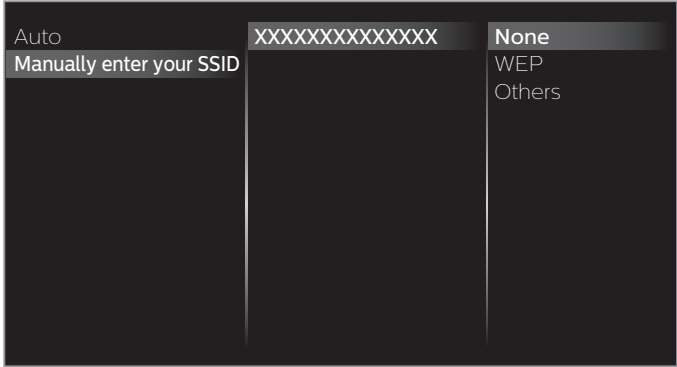 Auto
Manually enter your SSID
XXXXXXXXXXXXXX
None
WEP
Others